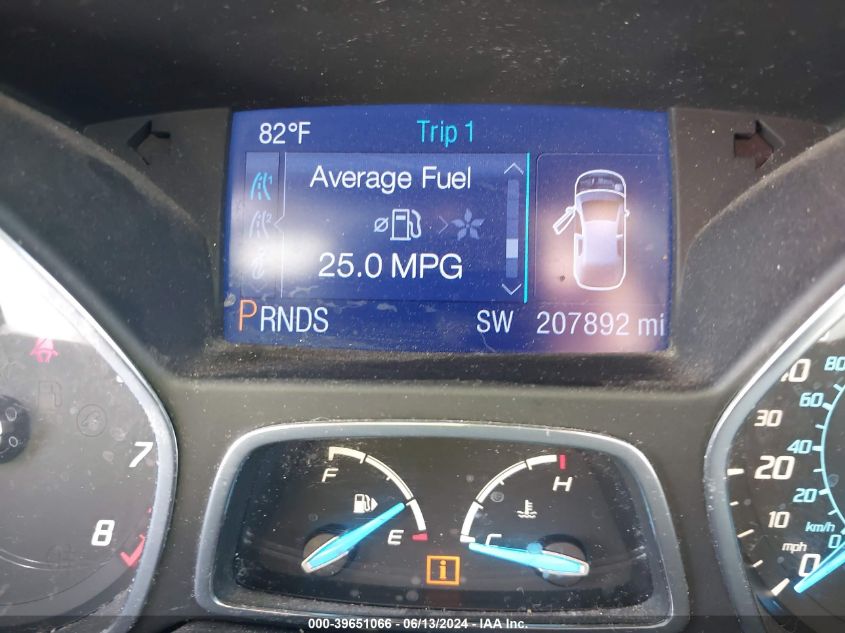 82°F
Trip 1
Average Fuel
25.0 MPG
PRNDS
SW
207892 mi
7
8
F
E
H
C
i
80
60
40
20
0
km/h
30
20
10
0
mph
000-39651066 - 06/13/2024 - IAA Inc.